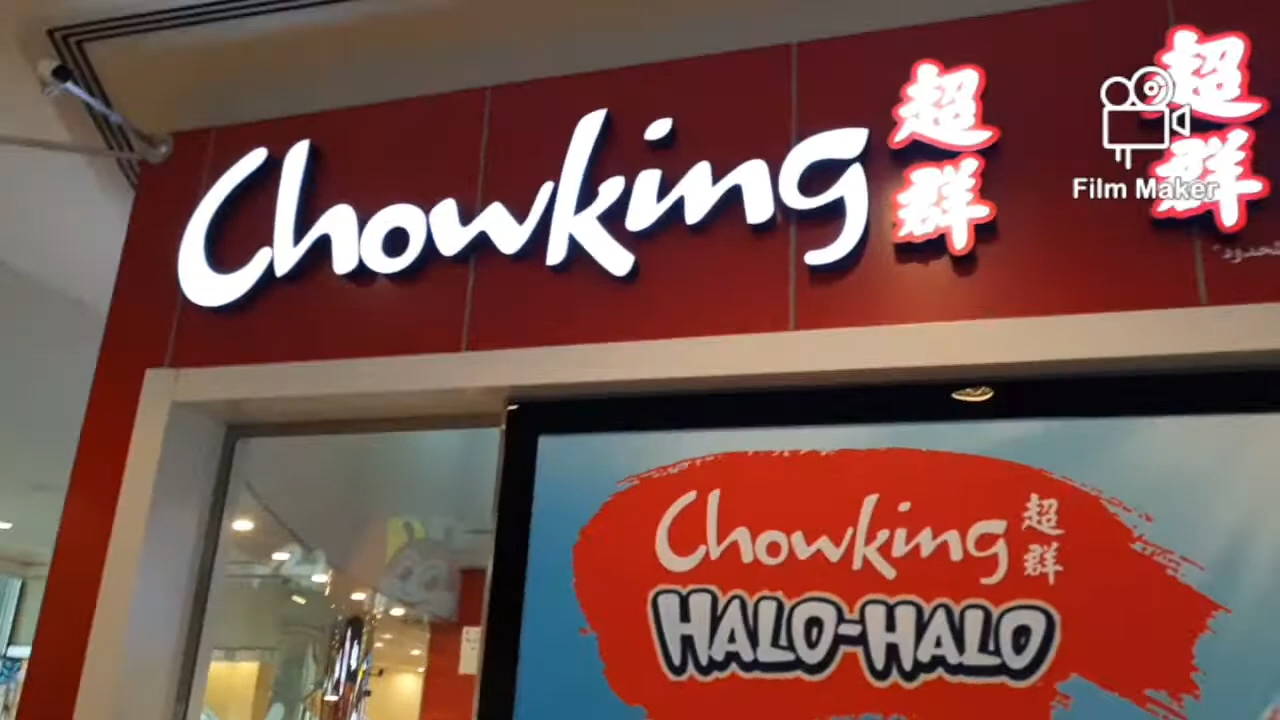 Chowking 超群
超群
Film Maker
Chowking 超群
HALO-HALO